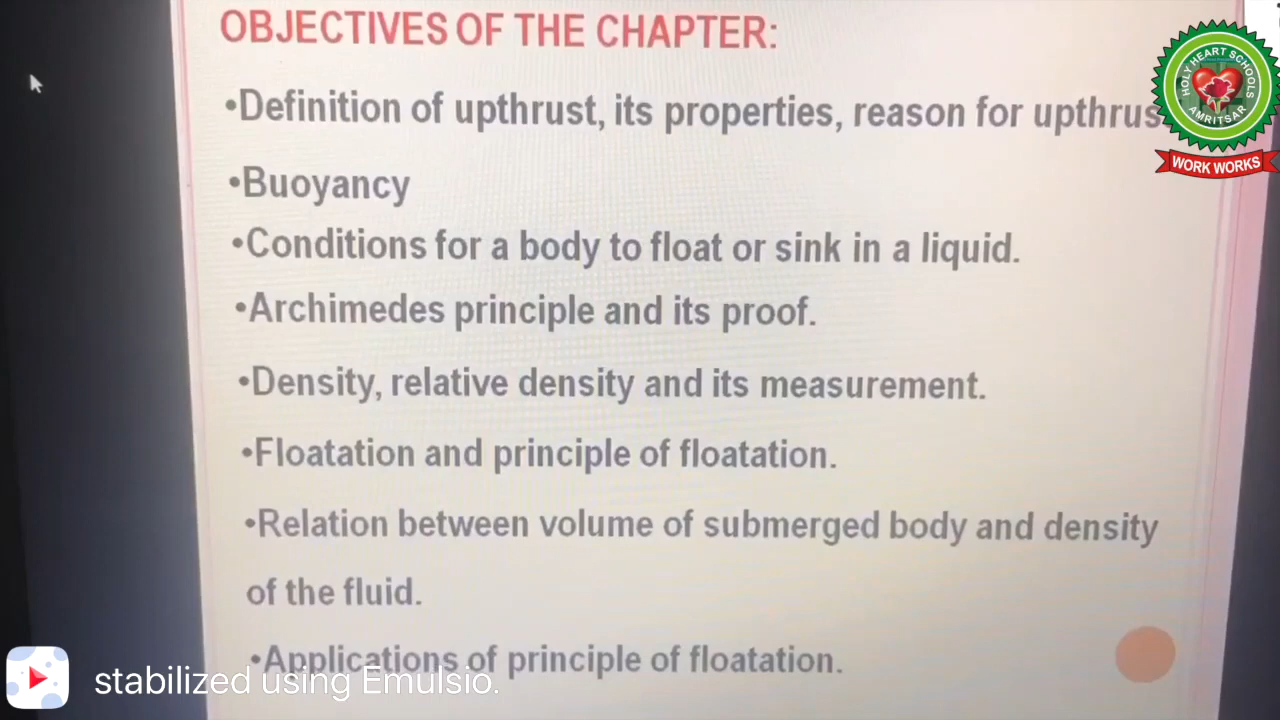 OBJECTIVES OF THE CHAPTER:
•Definition of upthrust, its properties, reason for upthrus
•Buoyancy
•Conditions for a body to float or sink in a liquid.
•Archimedes principle and its proof.
•Density, relative density and its measurement.
•Floatation and principle of floatation.
•Relation between volume of submerged body and density
of the fluid.
•Applications of principle of floatation.
HOLY HEART SCHOOLS
AMRITSAR
WORK WORKS
stabilized using Emulsio.